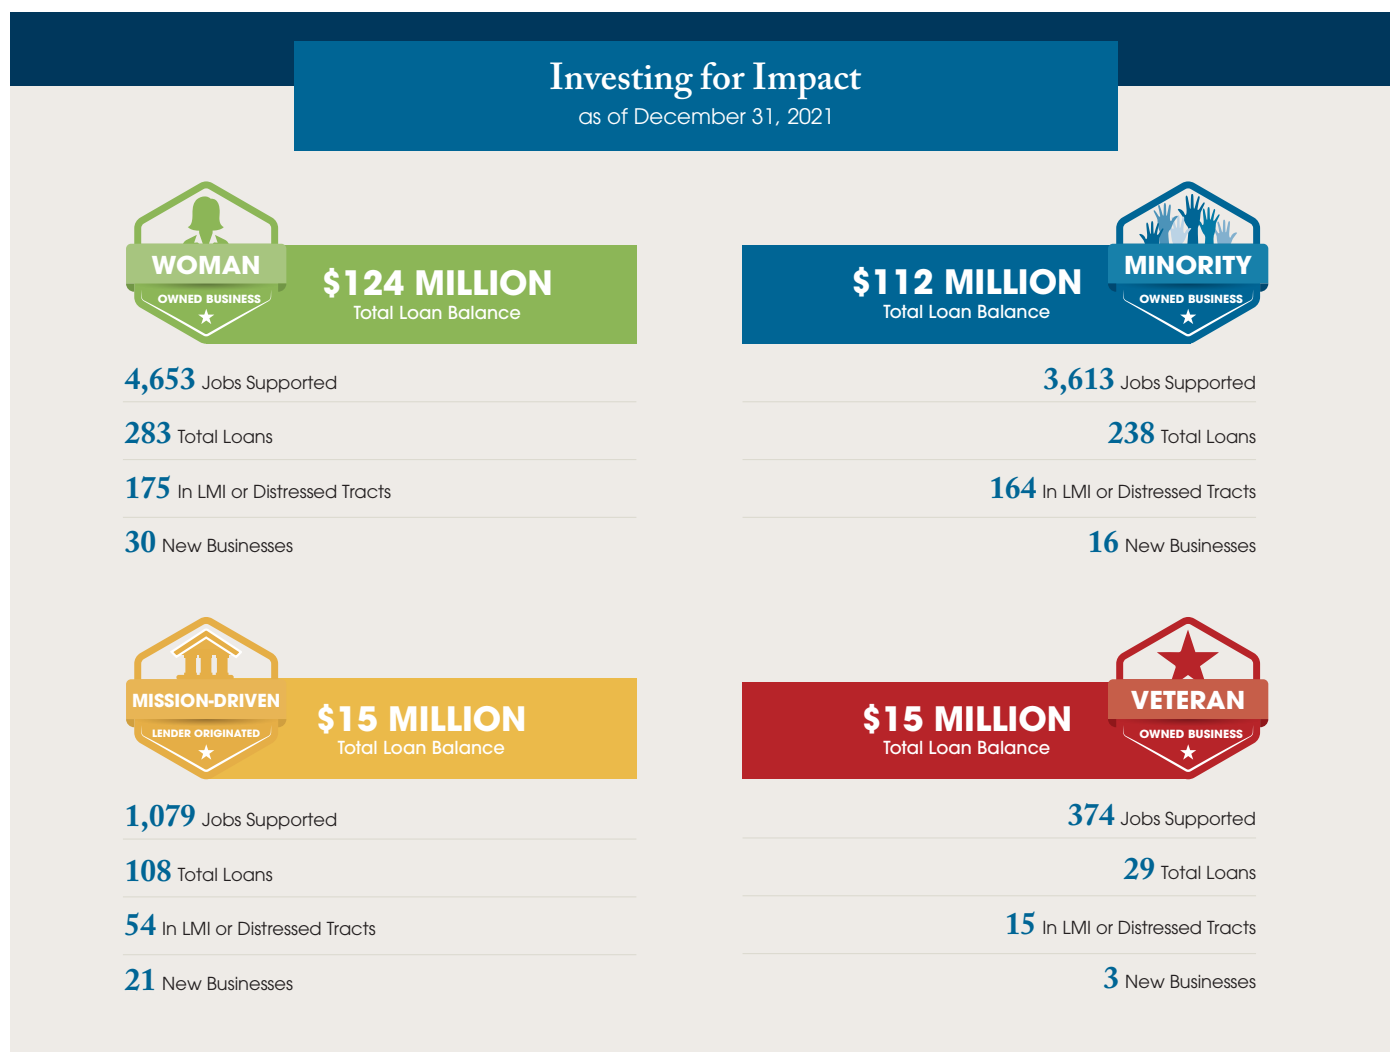 Investing for Impact
as of December 31, 2021
WOMAN
OWNED BUSINESS
$124 MILLION
Total Loan Balance
4,653 Jobs Supported
283 Total Loans
175 In LMI or Distressed Tracts
30 New Businesses
$112 MILLION
Total Loan Balance
MINORITY
OWNED BUSINESS
3,613 Jobs Supported
238 Total Loans
164 In LMI or Distressed Tracts
16 New Businesses
MISSION-DRIVEN
LENDER ORIGINATED
$15 MILLION
Total Loan Balance
1,079 Jobs Supported
108 Total Loans
54 In LMI or Distressed Tracts
21 New Businesses
$15 MILLION
Total Loan Balance
VETERAN
OWNED BUSINESS
374 Jobs Supported
29 Total Loans
15 In LMI or Distressed Tracts
3 New Businesses